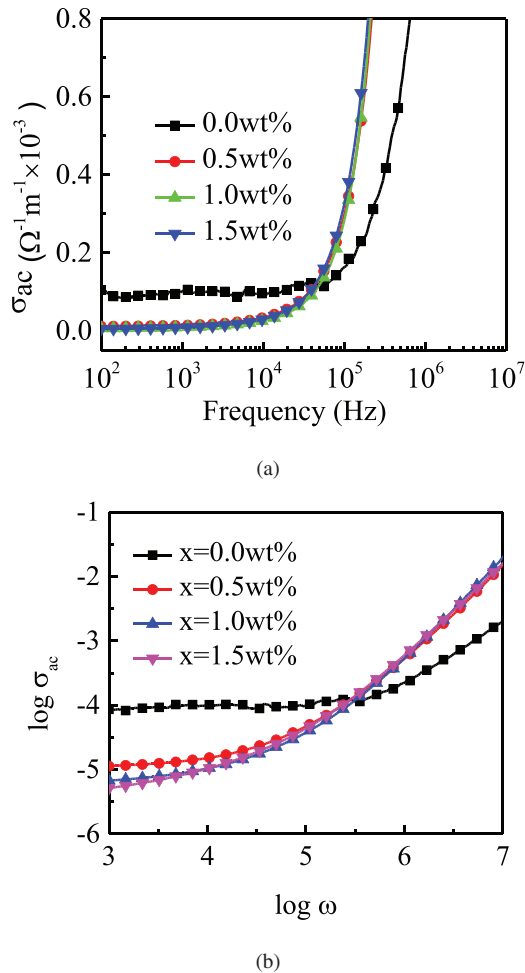 0.8
0.6
0.4
0.2
0.0
σac (Ω⁻¹m⁻¹×10⁻³)
0.0wt%
0.5wt%
1.0wt%
1.5wt%
10² 10³ 10⁴ 10⁵ 10⁶ 10⁷
Frequency (Hz)
(a)
-1
-2
-3
-4
-5
-6
log σac
x=0.0wt%
x=0.5wt%
x=1.0wt%
x=1.5wt%
3 4 5 6 7
log ω
(b)